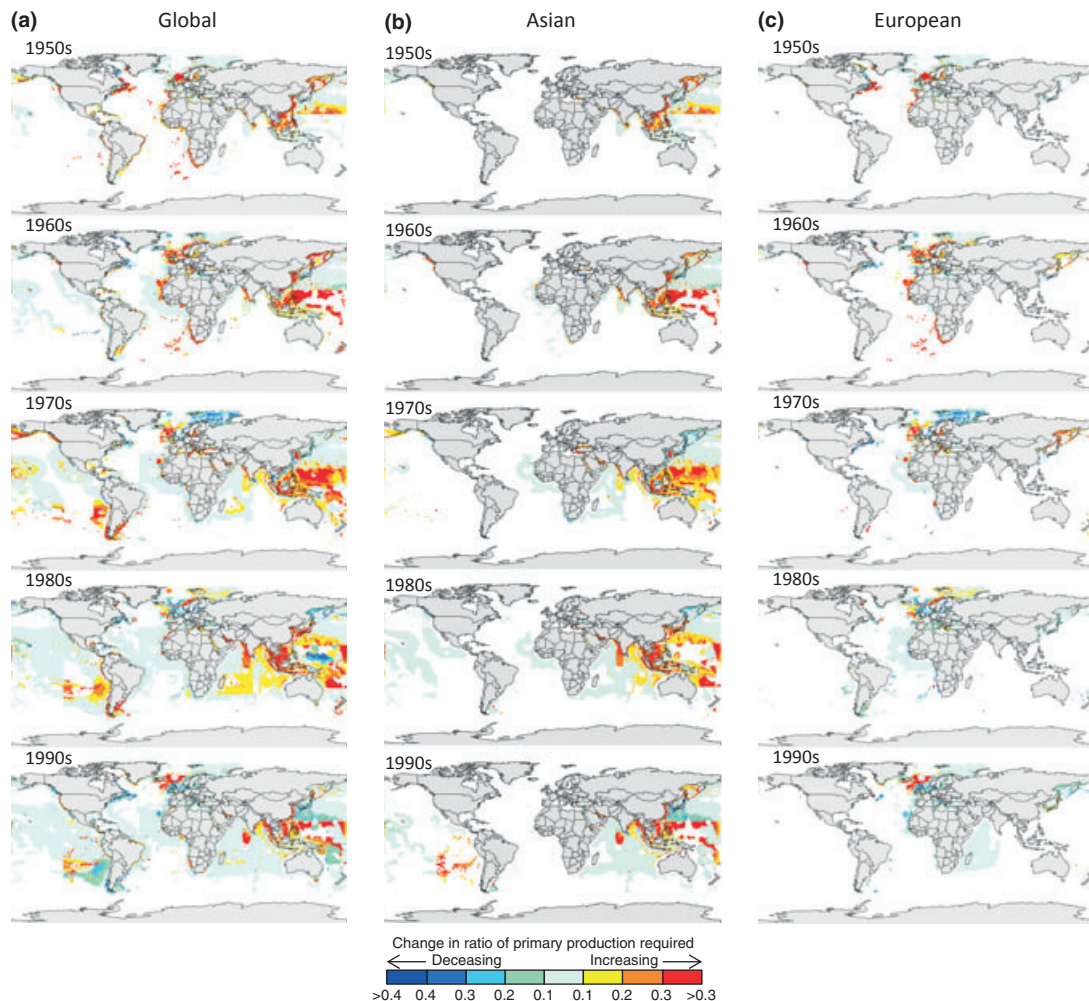 (a) Global (b) Asian (c) European
1950s 1950s 1950s
1960s 1960s 1960s
1970s 1970s 1970s
1980s 1980s 1980s
1990s 1990s 1990s
Change in ratio of primary production required
Deceasing Increasing
>0.4 0.4 0.3 0.2 0.1 0.1 0.2 0.3 >0.3